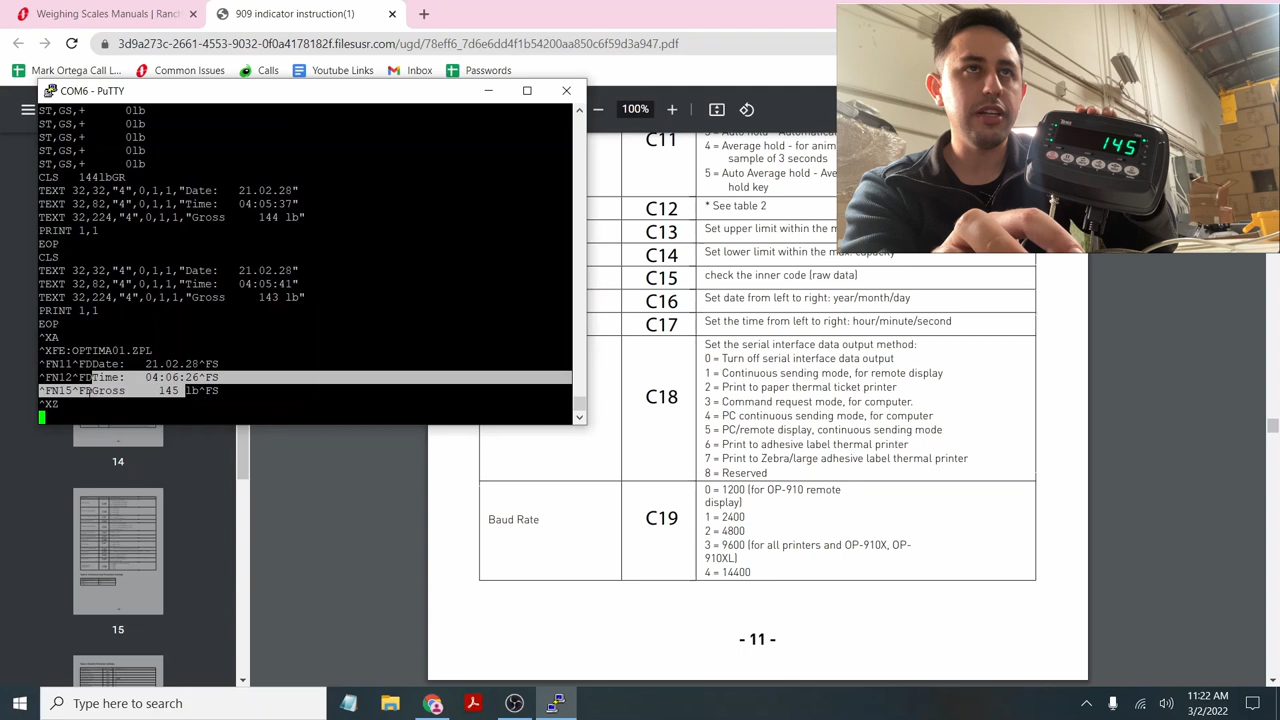 Weighing Scales Manuals | Ranch
909 indicator instruction(1)
3d9a273c-2661-4553-9032-0f0a4178182f.filesusr.com/ugd/78eff6_7d6e6dd4f1b54200aa850c6f59d3a947.pdf
Mark Ortega Call L...
Common Issues
Calls
Youtube Links
Inbox
Passwords
COM6 - PuTTY
ST,GS,+ 0lb
ST,GS,+ 0lb
ST,GS,+ 0lb
ST,GS,+ 0lb
ST,GS,+ 0lb
CLS 144lbGR
TEXT 32,32,"4",0,1,1,"Date: 21.02.28"
TEXT 32,82,"4",0,1,1,"Time: 04:05:37"
TEXT 32,224,"4",0,1,1,"Gross 144 lb"
PRINT 1,1
EOP
CLS
TEXT 32,32,"4",0,1,1,"Date: 21.02.28"
TEXT 32,82,"4",0,1,1,"Time: 04:05:41"
TEXT 32,224,"4",0,1,1,"Gross 143 lb"
PRINT 1,1
EOP
^XA
^XFE:OPTIMA01.ZPL
^FN11^FDDate: 21.02.28^FS
^FN12^FDTime: 04:06:26^FS
^FN15^FDGross 145 lb^FS
^XZ
100%
145
C11
4 = Average hold - for anim
sample of 3 seconds
5 = Auto Average hold - Ave
hold key
C12
* See table 2
C13
Set upper limit within the m
C14
Set lower limit within the max. capacity
C15
check the inner code (raw data)
C16
Set date from left to right: year/month/day
C17
Set the time from left to right: hour/minute/second
C18
Set the serial interface data output method:
0 = Turn off serial interface data output
1 = Continuous sending mode, for remote display
2 = Print to paper thermal ticket printer
3 = Command request mode, for computer.
4 = PC continuous sending mode, for computer
5 = PC/remote display, continuous sending mode
6 = Print to adhesive label thermal printer
7 = Print to Zebra/large adhesive label thermal printer
8 = Reserved
Baud Rate
C19
0 = 1200 (for OP-910 remote
display)
1 = 2400
2 = 4800
3 = 9600 (for all printers and OP-910X, OP-
910XL)
4 = 14400
- 11 -
14
15
Type here to search
11:22 AM
3/2/2022